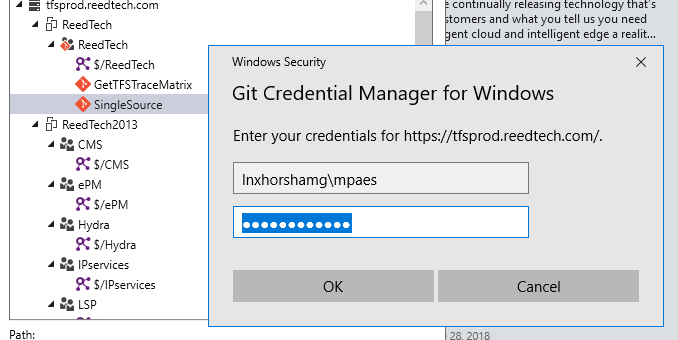 tfsprod.reedtech.com
ReedTech
ReedTech
$/ReedTech
GetTFSTraceMatrix
SingleSource
ReedTech2013
CMS
$/CMS
ePM
$/ePM
Hydra
$/Hydra
IPservices
$/IPservices
LSP
Path:
e continually releasing technology that's
stomers and what you tell us you need
gent cloud and intelligent edge a realit...
Windows Security
Git Credential Manager for Windows
Enter your credentials for https://tfsprod.reedtech.com/.
lnxhorshamg\mpaes
●●●●●●●●●●●●
OK
Cancel
28, 2018